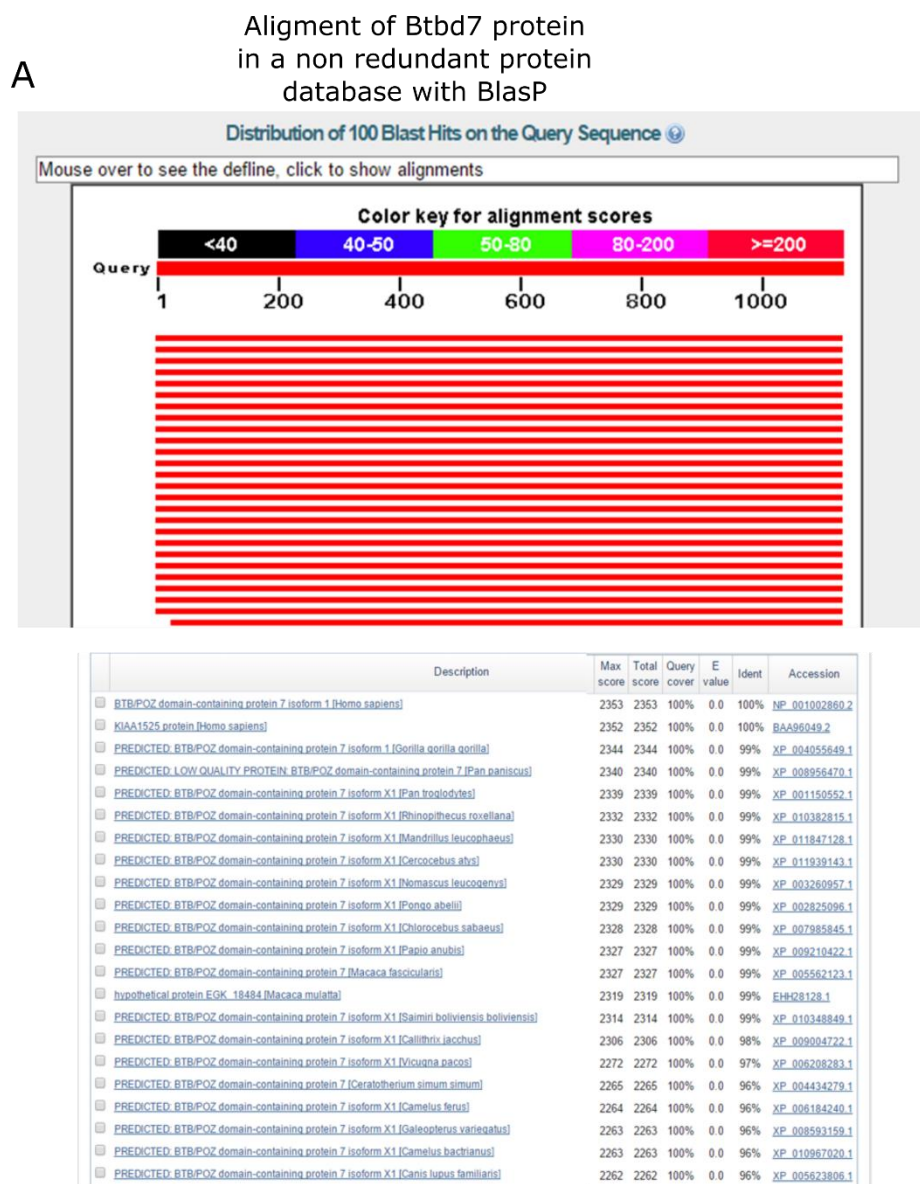 Aligment of Btbd7 protein
in a non redundant protein
A
database with BlasP
Distribution of 100 Blast Hits on the Query Sequence
Mouse over to see the defline, click to show alignments
Color key for alignment scores
<40 40-50 50-80 80-200 >=200
Query
1 200 400 600 800 1000
Description Max score Total score Query cover E value Ident Accession
BTB/POZ domain-containing protein 7 isoform 1 [Homo sapiens] 2353 2353 100% 0.0 100% NP_001002860.2
KIAA1525 protein [Homo sapiens] 2352 2352 100% 0.0 100% BAA96049.2
PREDICTED: BTB/POZ domain-containing protein 7 isoform 1 [Gorilla gorilla gorilla] 2344 2344 100% 0.0 99% XP_004055649.1
PREDICTED: LOW QUALITY PROTEIN: BTB/POZ domain-containing protein 7 [Pan paniscus] 2340 2340 100% 0.0 99% XP_008956470.1
PREDICTED: BTB/POZ domain-containing protein 7 isoform X1 [Pan troglodytes] 2339 2339 100% 0.0 99% XP_001150552.1
PREDICTED: BTB/POZ domain-containing protein 7 isoform X1 [Rhinopithecus roxellana] 2332 2332 100% 0.0 99% XP_010382815.1
PREDICTED: BTB/POZ domain-containing protein 7 isoform X1 [Mandrillus leucophaeus] 2330 2330 100% 0.0 99% XP_011847128.1
PREDICTED: BTB/POZ domain-containing protein 7 isoform X1 [Cercocebus atys] 2330 2330 100% 0.0 99% XP_011939143.1
PREDICTED: BTB/POZ domain-containing protein 7 isoform X1 [Nomascus leucogenys] 2329 2329 100% 0.0 99% XP_003260957.1
PREDICTED: BTB/POZ domain-containing protein 7 isoform X1 [Pongo abelii] 2329 2329 100% 0.0 99% XP_002825096.1
PREDICTED: BTB/POZ domain-containing protein 7 isoform X1 [Chlorocebus sabaeus] 2328 2328 100% 0.0 99% XP_007985845.1
PREDICTED: BTB/POZ domain-containing protein 7 isoform X1 [Papio anubis] 2327 2327 100% 0.0 99% XP_009210422.1
PREDICTED: BTB/POZ domain-containing protein 7 [Macaca fascicularis] 2327 2327 100% 0.0 99% XP_005562123.1
hypothetical protein EGK_18484 [Macaca mulatta] 2319 2319 100% 0.0 99% EHH28128.1
PREDICTED: BTB/POZ domain-containing protein 7 isoform X1 [Saimiri boliviensis boliviensis] 2314 2314 100% 0.0 99% XP_010348849.1
PREDICTED: BTB/POZ domain-containing protein 7 isoform X1 [Callithrix jacchus] 2306 2306 100% 0.0 98% XP_009004722.1
PREDICTED: BTB/POZ domain-containing protein 7 isoform X1 [Vicugna pacos] 2272 2272 100% 0.0 97% XP_006208283.1
PREDICTED: BTB/POZ domain-containing protein 7 [Ceratotherium simum simum] 2265 2265 100% 0.0 96% XP_004434279.1
PREDICTED: BTB/POZ domain-containing protein 7 isoform X1 [Camelus ferus] 2264 2264 100% 0.0 96% XP_006184240.1
PREDICTED: BTB/POZ domain-containing protein 7 isoform X1 [Galeopterus variegatus] 2263 2263 100% 0.0 96% XP_008593159.1
PREDICTED: BTB/POZ domain-containing protein 7 isoform X1 [Camelus bactrianus] 2263 2263 100% 0.0 96% XP_010967020.1
PREDICTED: BTB/POZ domain-containing protein 7 isoform X1 [Canis lupus familiaris] 2262 2262 100% 0.0 96% XP_005623806.1